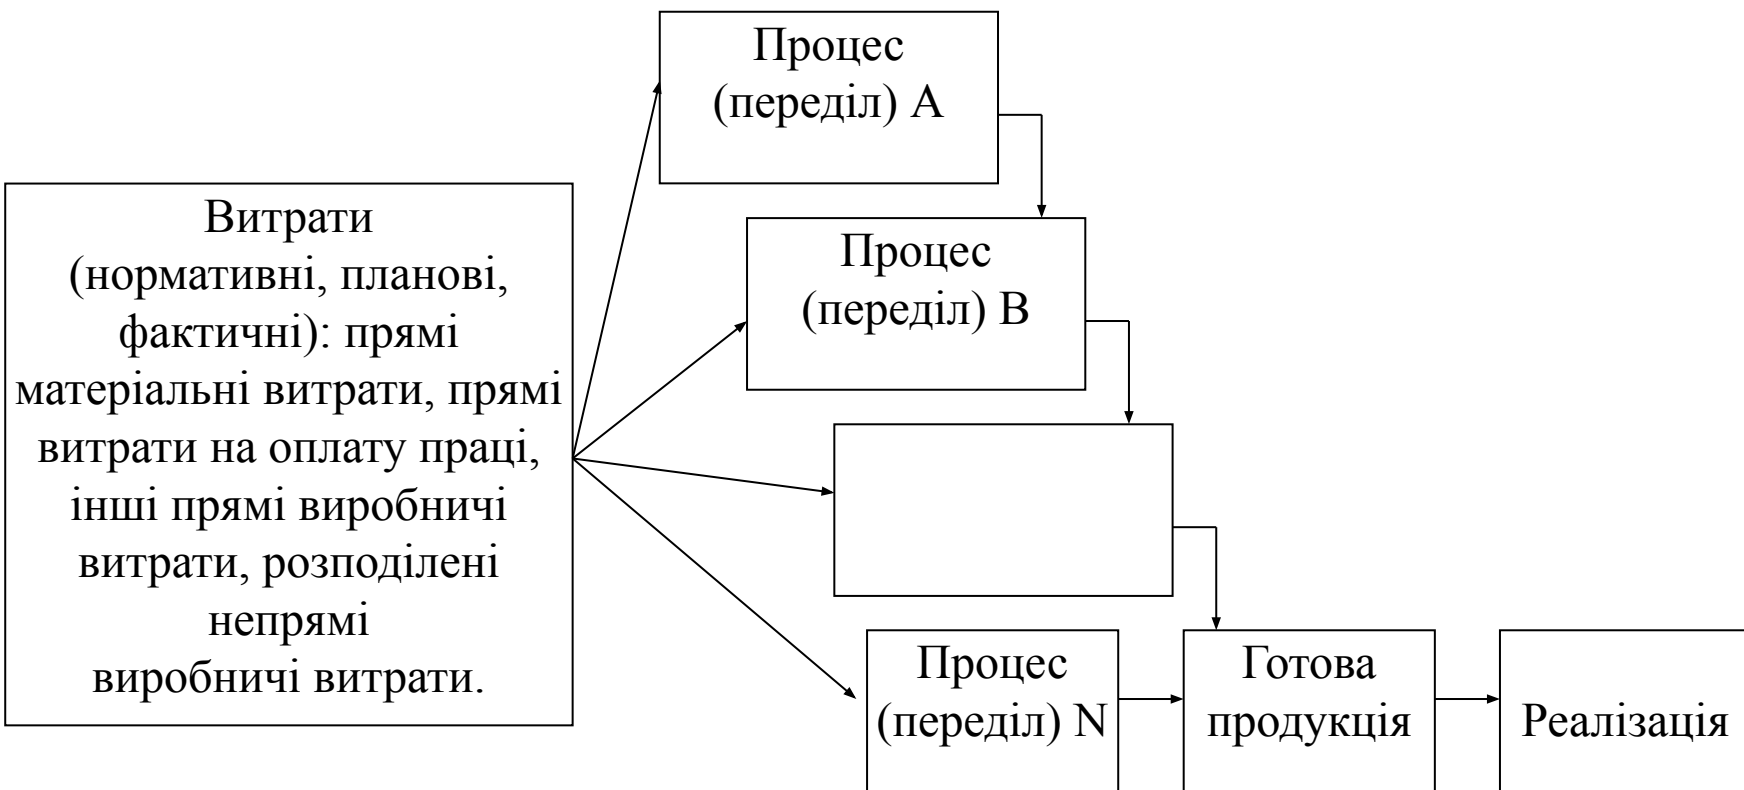 Процес
(переділ) А
Витрати
(нормативні, планові,
фактичні): прямі
матеріальні витрати, прямі
витрати на оплату праці,
інші прямі виробничі
витрати, розподілені
непрямі
виробничі витрати.
Процес
(переділ) В
Процес
(переділ) N
Готова
продукція
Реалізація